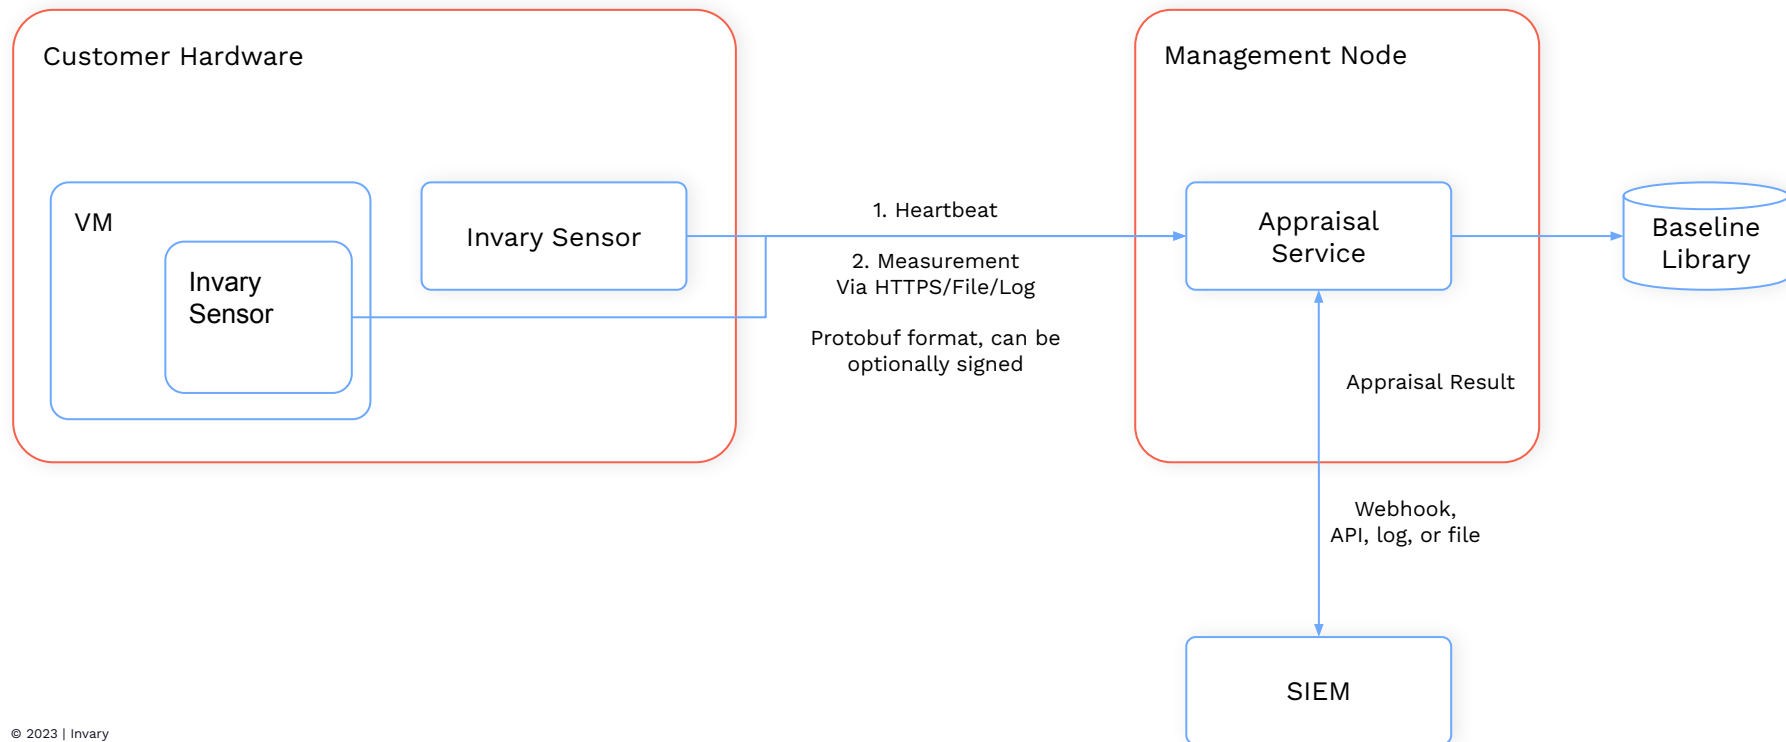 Customer Hardware
Management Node
VM
Invary
Sensor
Invary Sensor
1. Heartbeat
2. Measurement
Via HTTPS/File/Log
Protobuf format, can be
optionally signed
Appraisal
Service
Baseline
Library
Appraisal Result
Webhook,
API, log, or file
SIEM
© 2023 | Invary